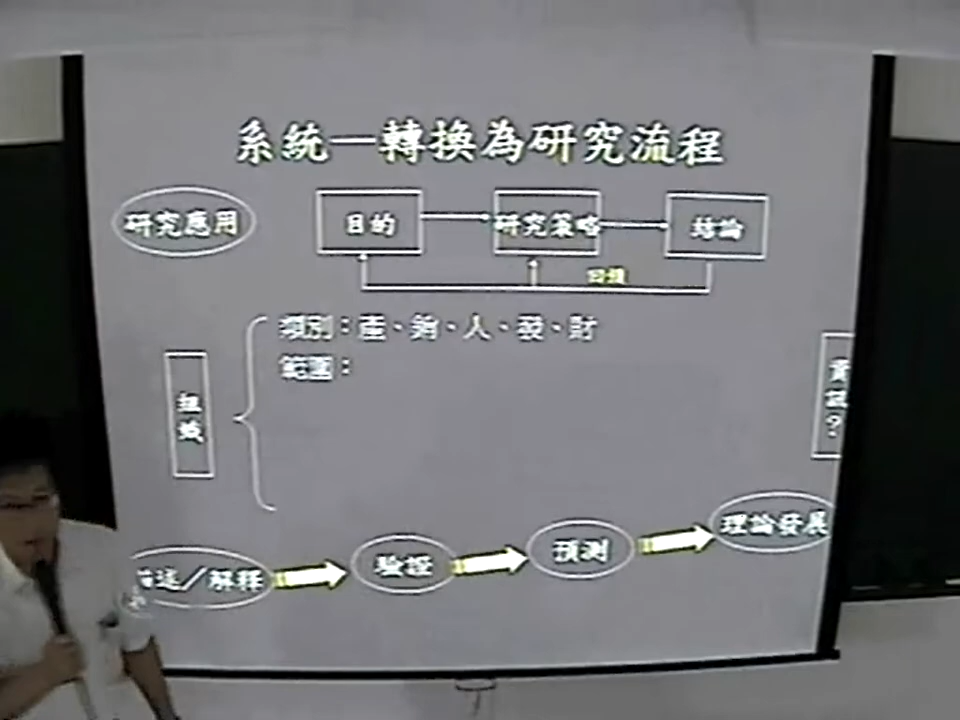 系統—轉換為研究流程
研究應用
目的
研究策略
結論
回饋
類別：產、銷、人、發、財
範圍：
組織
描述／解釋
驗證
預測
理論發展